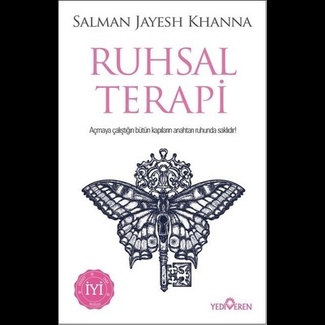 SALMAN JAYESH KHANNA
RUHSAL
TERAPİ
Açmaya çalıştığın bütün kapıların anahtarı ruhunda saklıdır!
İYİ
YEDİVEREN